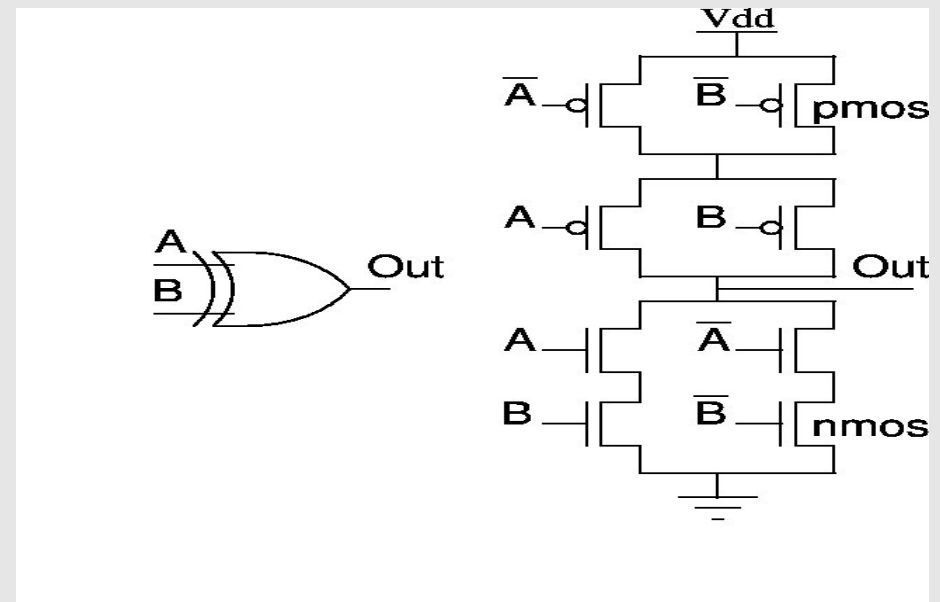 Vdd
A̅ B̅ pmos
A B
A
B
Out
Out
A A̅
B B̅ nmos